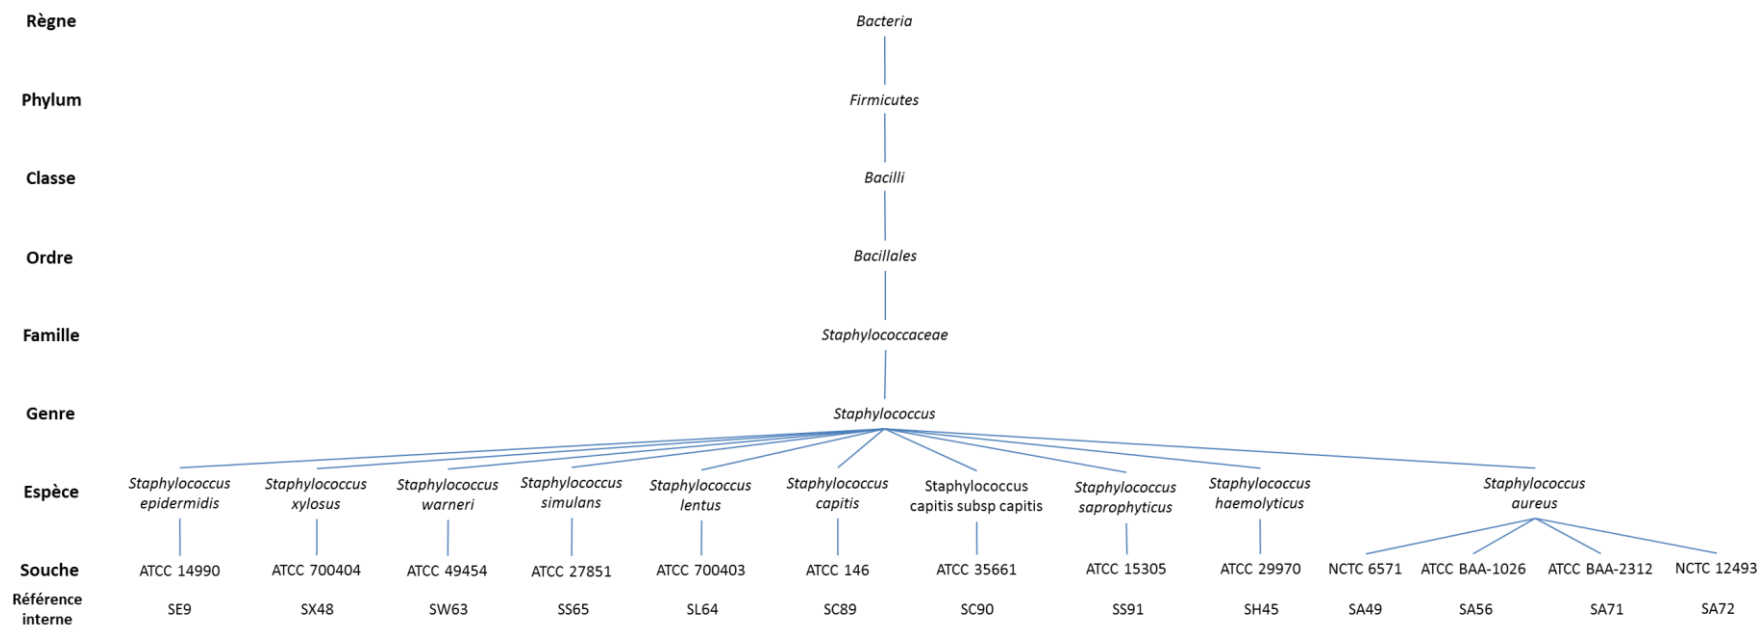 Règne Bacteria
Phylum Firmicutes
Classe Bacilli
Ordre Bacillales
Famille Staphylococcaceae
Genre Staphylococcus
Espèce
Staphylococcus
epidermidis
Staphylococcus
xylosus
Staphylococcus
warneri
Staphylococcus
simulans
Staphylococcus
lentus
Staphylococcus
capitis
Staphylococcus
capitis subsp capitis
Staphylococcus
saprophyticus
Staphylococcus
haemolyticus
Staphylococcus
aureus
Souche ATCC 14990 ATCC 700404 ATCC 49454 ATCC 27851 ATCC 700403 ATCC 146 ATCC 35661 ATCC 15305 ATCC 29970 NCTC 6571 ATCC BAA-1026 ATCC BAA-2312 NCTC 12493
Référence
interne
SE9 SX48 SW63 SS65 SL64 SC89 SC90 SS91 SH45 SA49 SA56 SA71 SA72